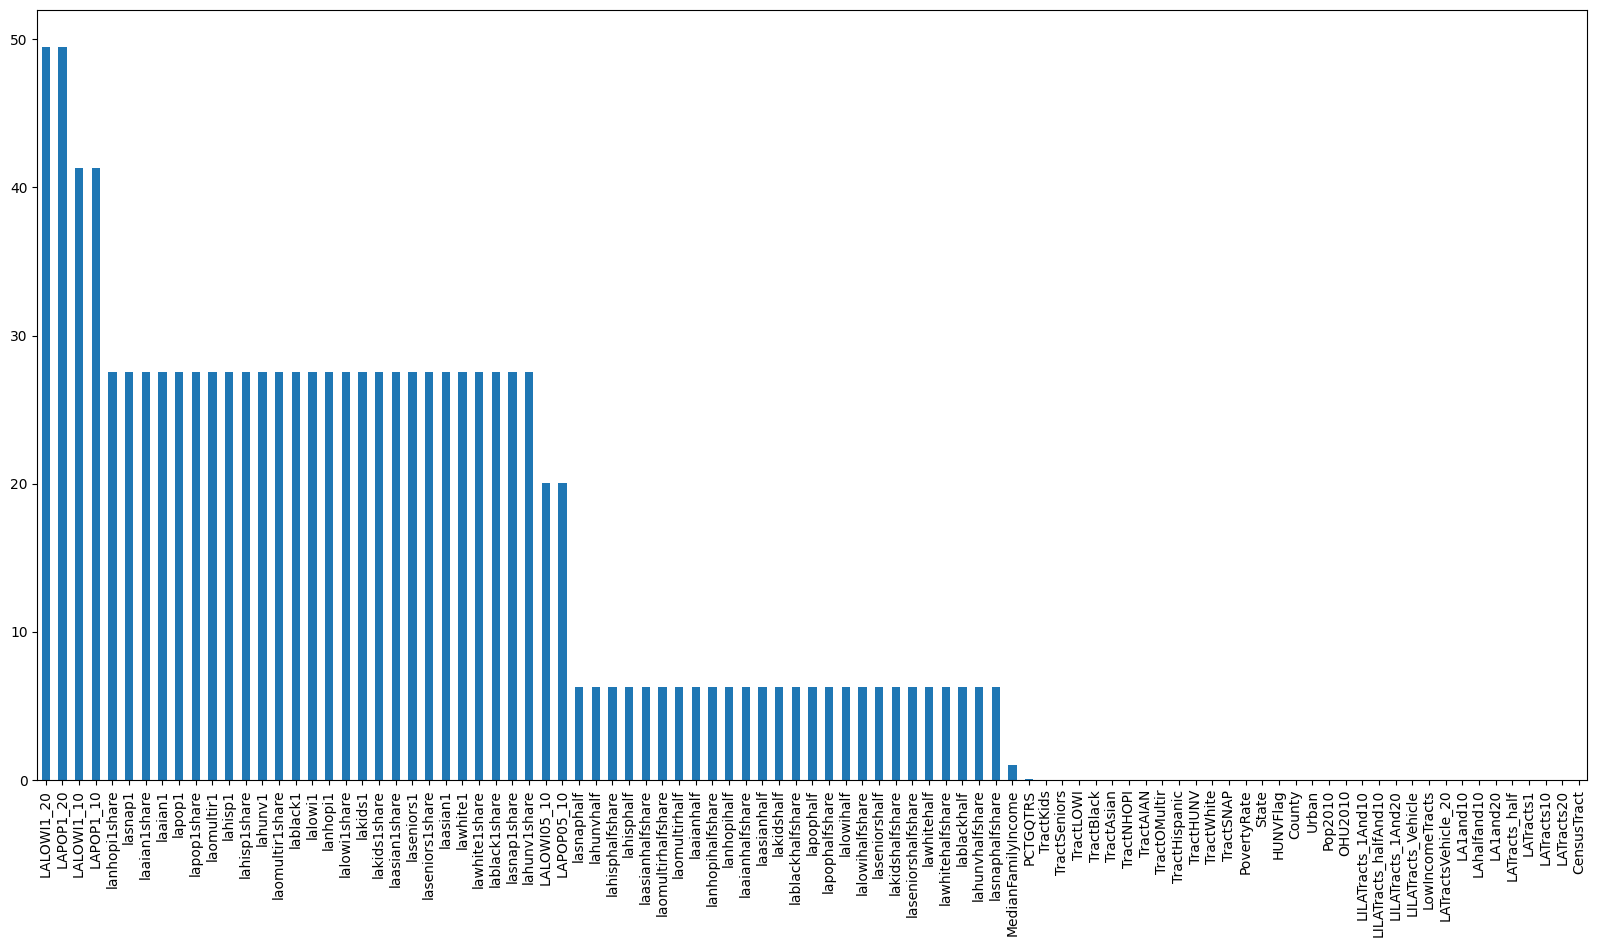 50
40
30
20
10
0
LALOWI1_20
LAPOP1_20
LALOWI1_10
LAPOP1_10
lanhopi1share
lasnap1
laaian1share
laaian1
lapop1
lapop1share
laomultir1
lahisp1
lahisp1share
lahunv1
laomultir1share
lablack1
lalowi1
lanhopi1
lalowi1share
lakids1
lakids1share
laasian1share
laseniors1
laseniors1share
laasian1
lawhite1
lawhite1share
lablack1share
lasnap1share
lahunv1share
LALOWI05_10
LAPOP05_10
lasnaphalf
lahunvhalf
lahisphalfshare
lahisphalf
laasianhalfshare
laomultirhalfshare
laomultirhalf
laaianhalf
lanhopihalfshare
lanhopihalf
laaianhalfshare
laasianhalf
lakidshalf
lablackhalfshare
lapophalf
lapophalfshare
lalowihalf
lalowihalfshare
laseniorshalf
lakidshalfshare
laseniorshalfshare
lawhitehalf
lawhitehalfshare
lablackhalf
lahunvhalfshare
lasnaphalfshare
MedianFamilyIncome
PCTGQTRS
TractKids
TractSeniors
TractLOWI
TractBlack
TractAsian
TractNHOPI
TractAIAN
TractOMultir
TractHispanic
TractHUNV
TractWhite
TractSNAP
PovertyRate
State
HUNVFlag
County
Urban
Pop2010
OHU2010
LILATracts_1And10
LILATracts_halfAnd10
LILATracts_1And20
LILATracts_Vehicle
LowIncomeTracts
LATractsVehicle_20
LA1and10
LAhalfand10
LA1and20
LATracts_half
LATracts1
LATracts10
LATracts20
CensusTract